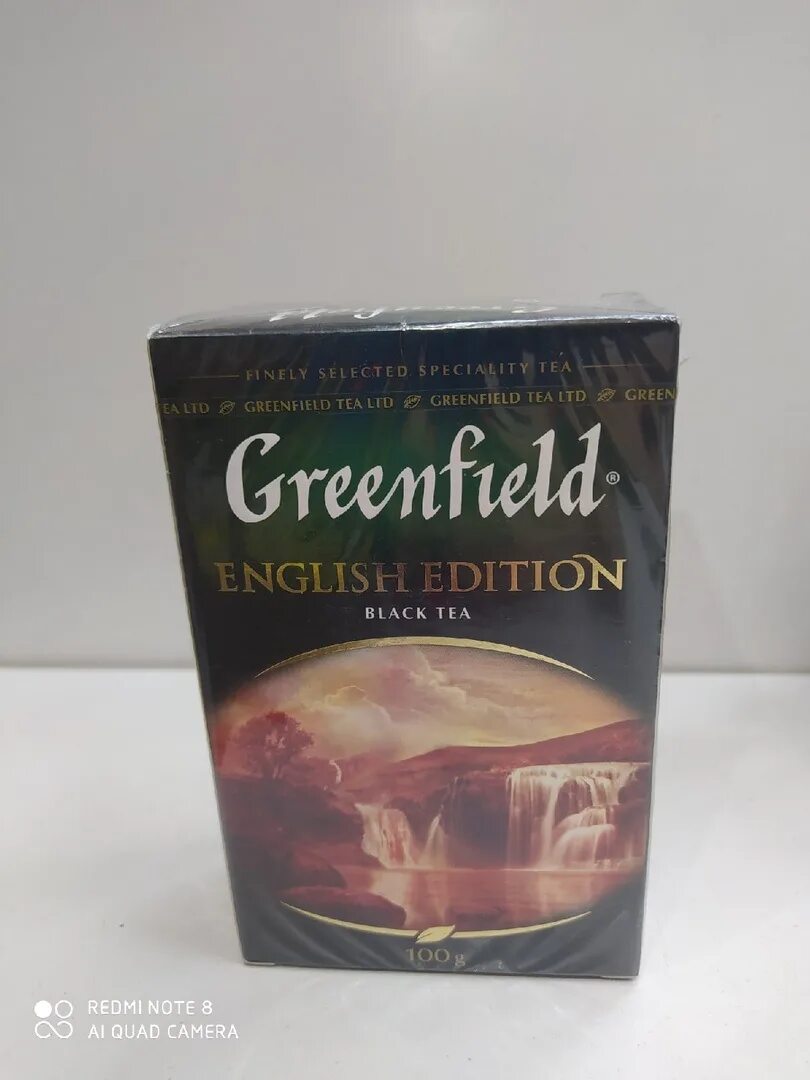 FINELY SELECTED SPECIALITY TEA
EA LTD GREENFIELD TEA LTD GREENFIELD TEA LTD GREEN
Greenfield®
ENGLISH EDITION
BLACK TEA
100 g
REDMI NOTE 8
AI QUAD CAMERA